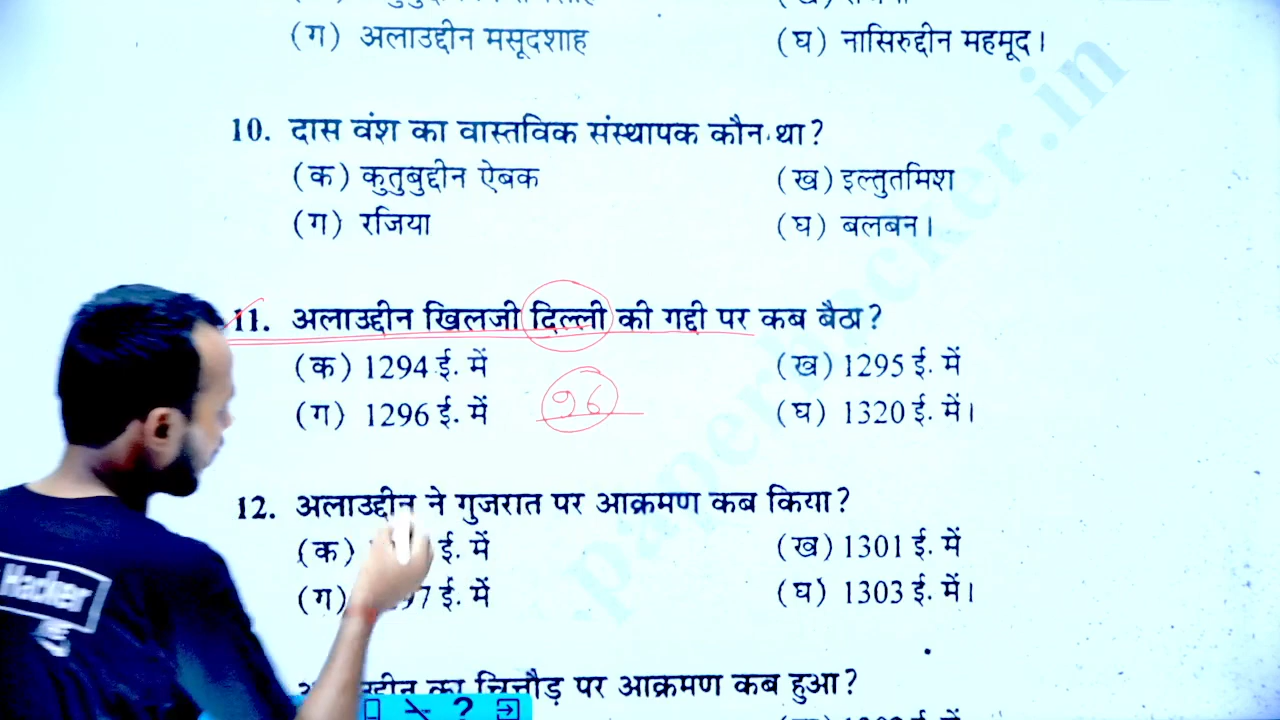 (ग) अलाउद्दीन मसूदशाह (घ) नासिरुद्दीन महमूद।
10. दास वंश का वास्तविक संस्थापक कौन था?
(क) कुतुबुद्दीन ऐबक (ख) इल्तुतमिश
(ग) रजिया (घ) बलबन।
11. अलाउद्दीन खिलजी दिल्ली की गद्दी पर कब बैठा?
(क) 1294 ई. में (ख) 1295 ई. में
(ग) 1296 ई. में 96 (घ) 1320 ई. में।
12. अलाउद्दीन ने गुजरात पर आक्रमण कब किया?
(क) ई. में (ख) 1301 ई. में
(ग) 97 ई. में (घ) 1303 ई. में।
का चित्तौड़ पर आक्रमण कब हुआ?
Hacker